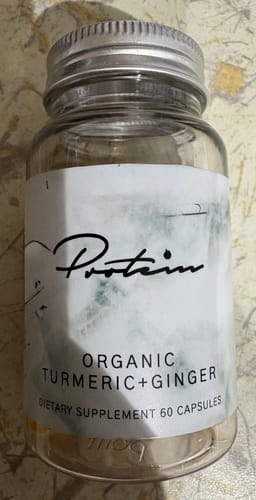 Protein
ORGANIC
TURMERIC+GINGER
DIETARY SUPPLEMENT 60 CAPSULES